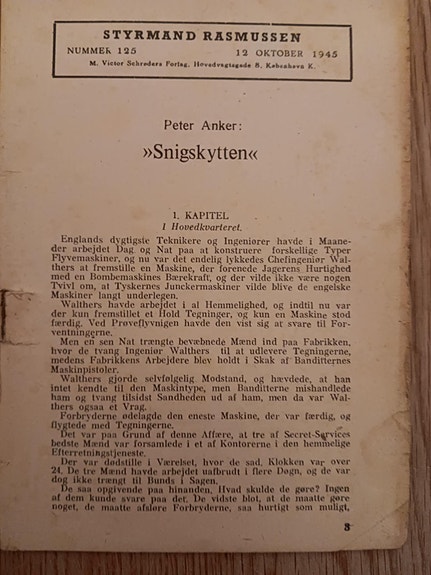 STYRMAND RASMUSSEN
NUMMER 125 12 OKTOBER 1945
M. Victor Schrøders Forlag, Hovedvagtsgade 8, København K.
Peter Anker:
»Snigskytten«
1. KAPITEL
I Hovedkvarteret.
Englands dygtigste Teknikere og Ingeniører havde i Maane-
der arbejdet Dag og Nat paa at konstruere forskellige Typer
Flyvemaskiner, og nu var det endelig lykkedes Chefingeniør Wal-
thers at fremstille en Maskine, der forenede Jagerens Hurtighed
med en Bombemaskines Bærekraft, og der vilde ikke være nogen
Tvivl om, at Tyskernes Junckermaskiner vilde blive de engelske
Maskiner langt underlegen.
Walthers havde arbejdet i al Hemmelighed, og indtil nu var
der kun fremstillet et Hold Tegninger, og kun en Maskine stod
færdig. Ved Prøveflyvnigen havde den vist sig at svare til For-
ventningerne.
Men en sen Nat trængte bevæbnede Mænd ind paa Fabrikken,
hvor de tvang Ingeniør Walthers til at udlevere Tegningerne,
medens Fabrikkens Arbejdere blev holdt i Skak af Banditternes
Maskinpistoler.
Walthers gjorde selvfølgelig Modstand, og hævdede, at han
intet kendte til den Maskintype, men Banditterne mishandlede
ham og tvang tilsidst Sandheden ud af ham, men da var Wal-
thers ogsaa et Vrag.
Forbryderne ødelagde den eneste Maskine, der var færdig, og
flygtede med Tegningerne.
Det var paa Grund af denne Affære, at tre af Secret-Services
bedste Mænd var forsamlede i et af Kontorerne i den hemmelige
Efterretningstjeneste.
Der var dødstille i Værelset, hvor de sad. Klokken var over
24. De tre Mænd havde arbejdet uafbrudt i flere Døgn, og de var
dog ikke trængt til Bunds i Sagen.
De saa opgivende paa hinanden, Hvad skulde de gøre? Ingen
af dem kunde svare paa det. De vidste blot, at de maatte gøre
noget, de maatte afsløre Forbryderne, saa hurtigt som muligt,
3